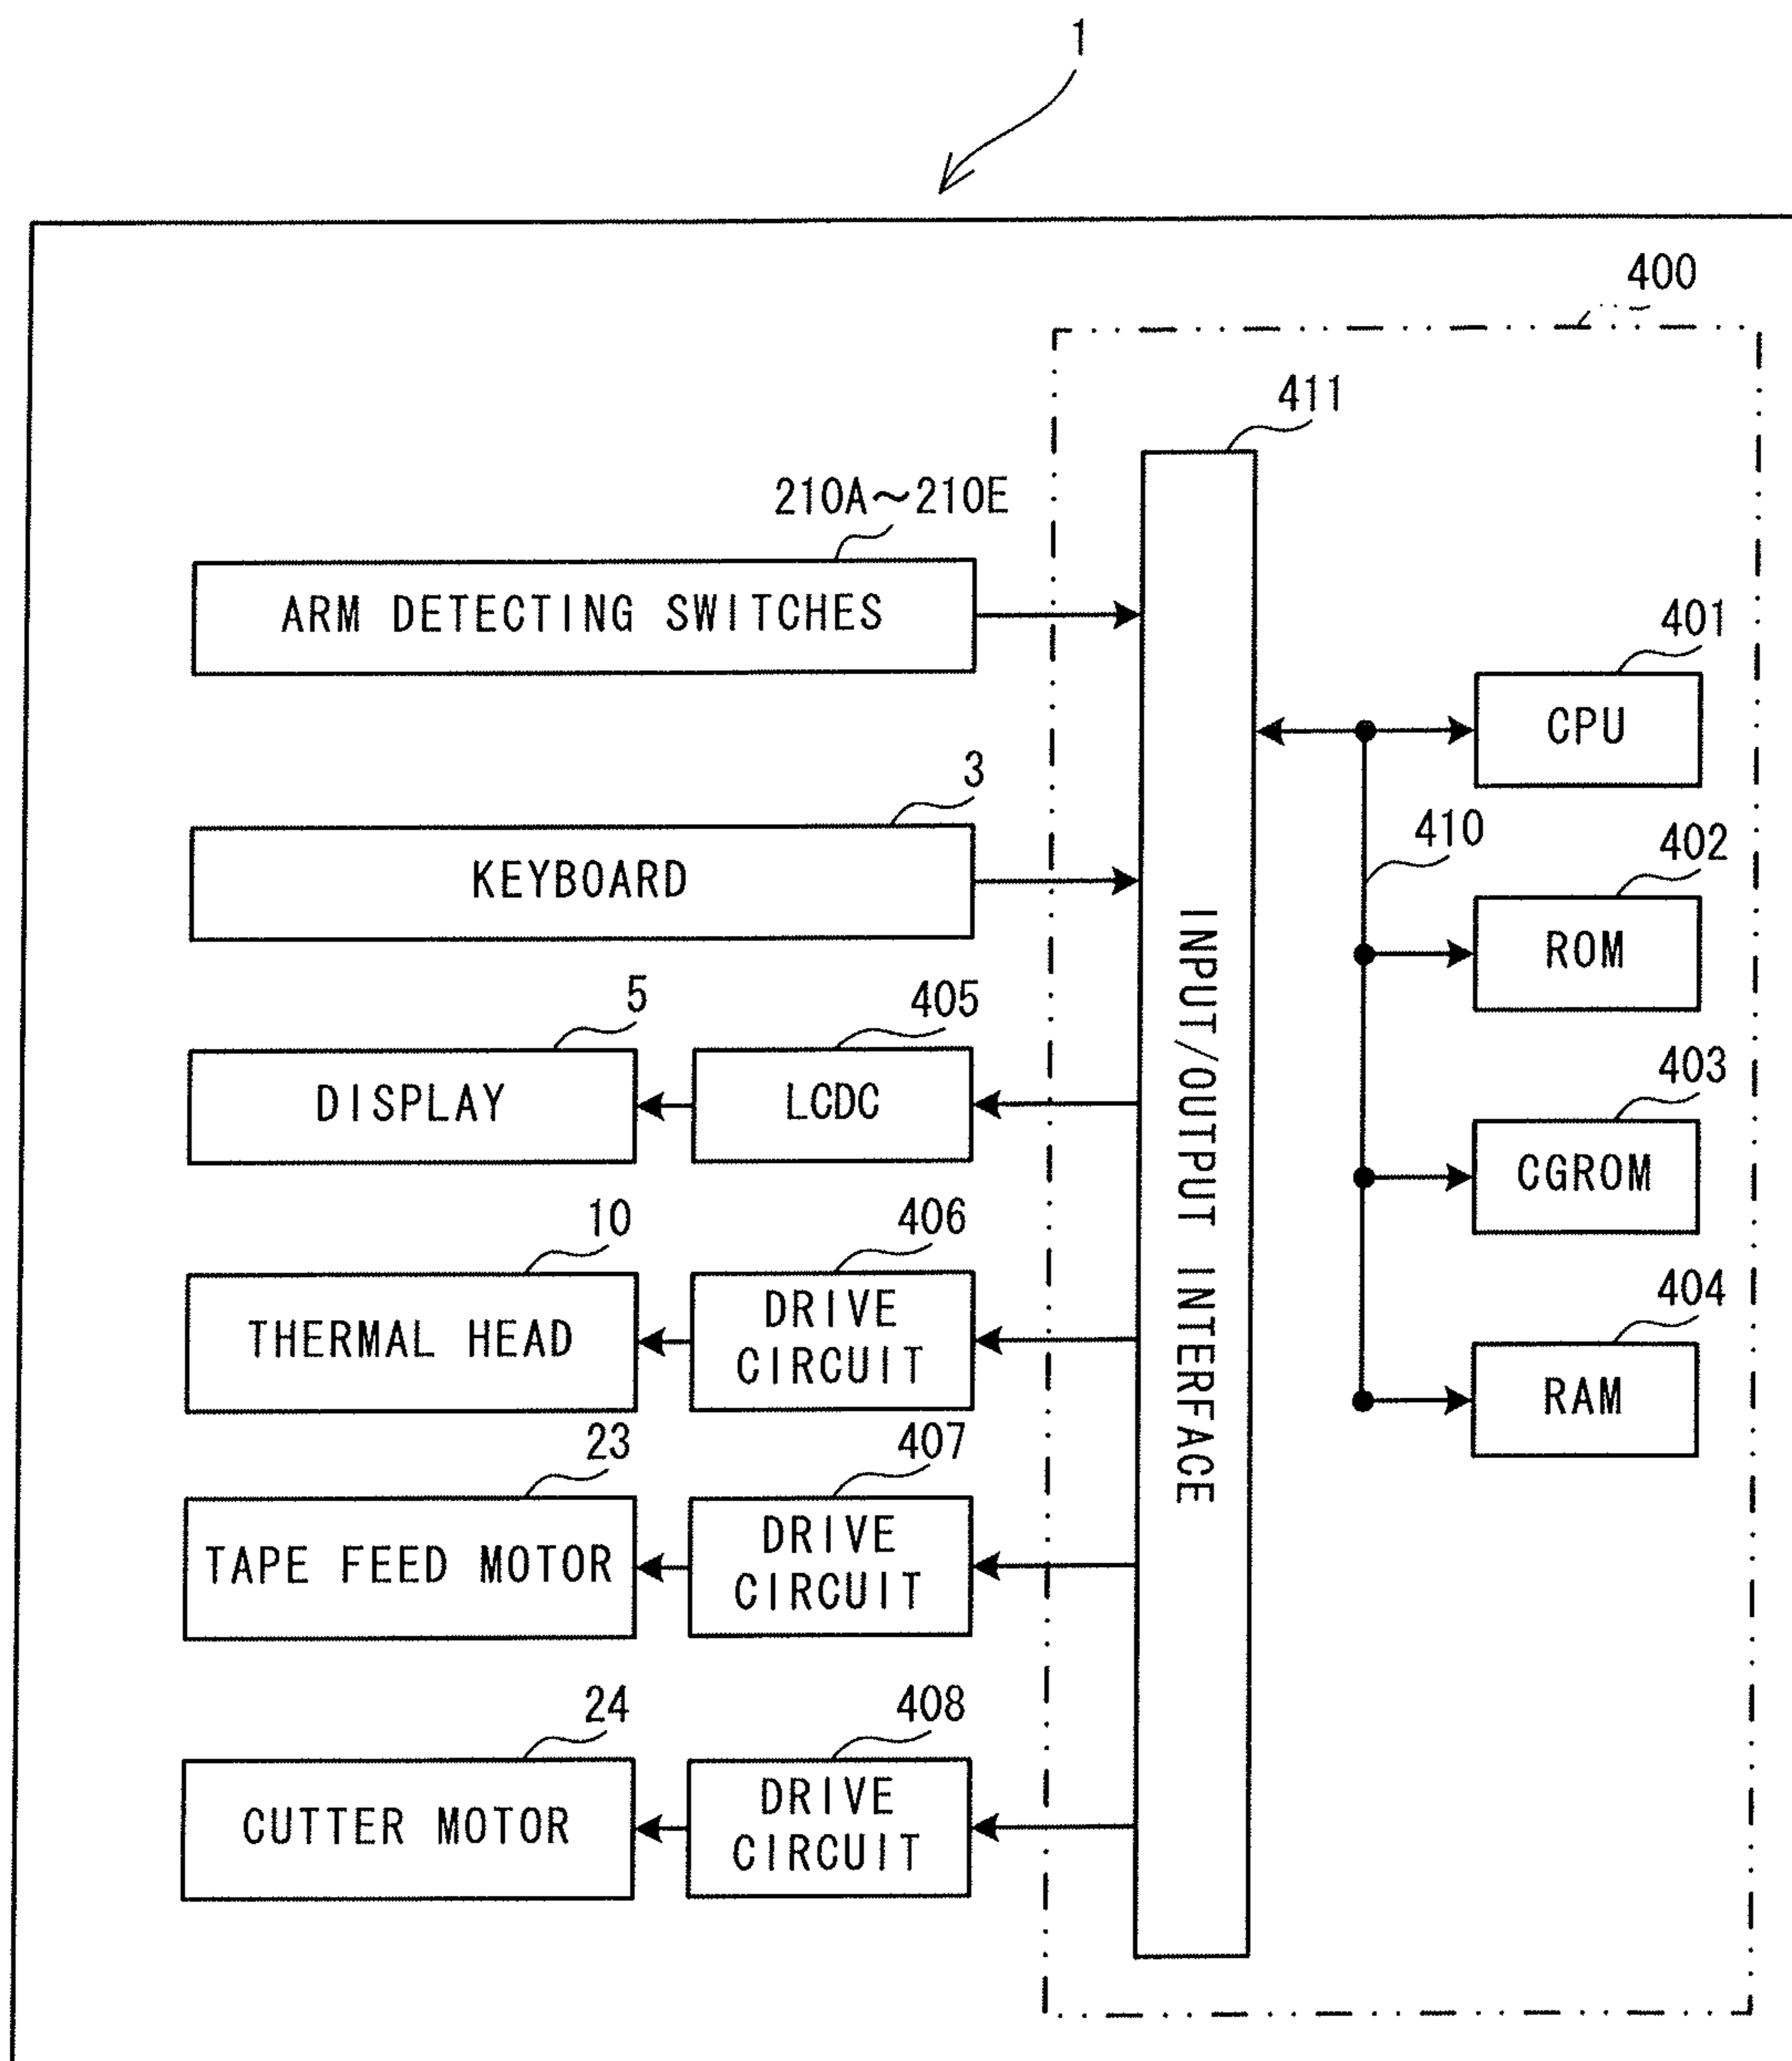 1
400
411
210A～210E
ARM DETECTING SWITCHES
401
CPU
3
KEYBOARD
410
402
ROM
INPUT/OUTPUT INTERFACE
5
DISPLAY
405
LCDC
403
CGROM
10
THERMAL HEAD
406
DRIVE
CIRCUIT
404
RAM
23
TAPE FEED MOTOR
407
DRIVE
CIRCUIT
24
CUTTER MOTOR
408
DRIVE
CIRCUIT